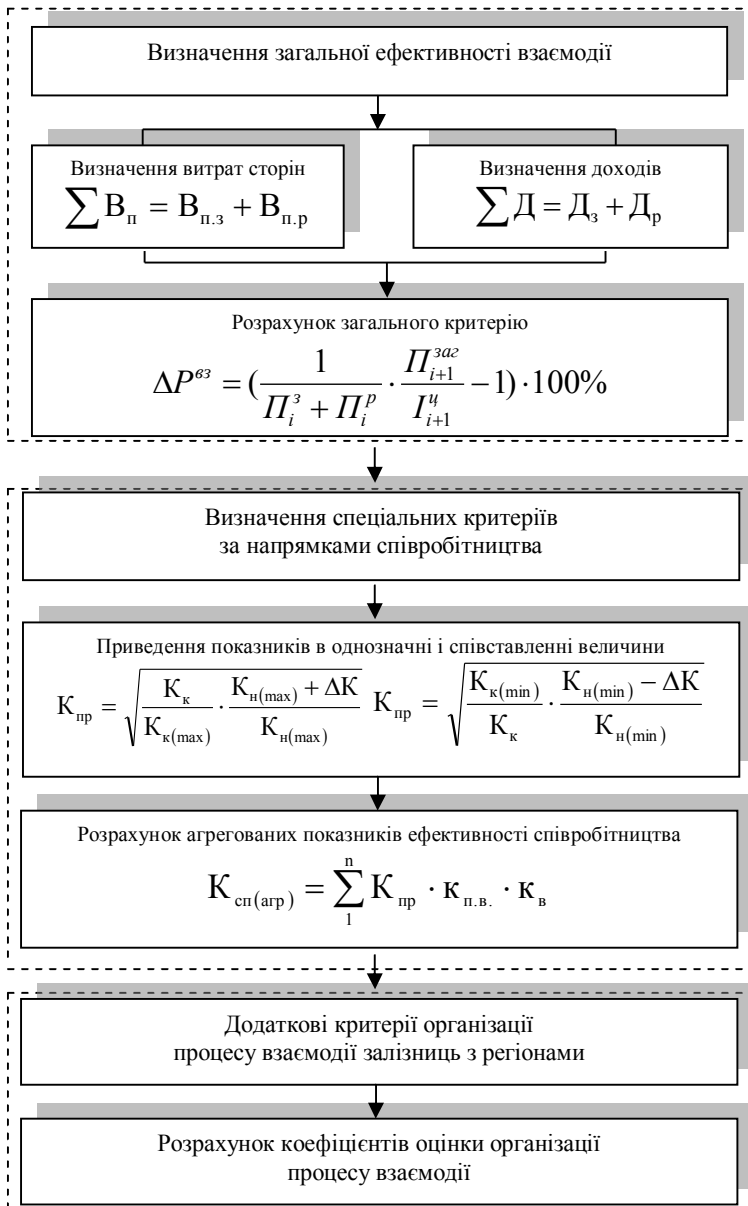 Визначення загальної ефективності взаємодії
Визначення витрат сторін
∑ В_п = В_п.з + В_п.р
Визначення доходів
∑ Д = Д_з + Д_р
Розрахунок загального критерію
ΔP^вз = (1 / (П_i^з + П_i^р) · П_{i+1}^заг / I_{i+1}^ц − 1) · 100%
Визначення спеціальних критеріїв
за напрямками співробітництва
Приведення показників в однозначні і співставленні величини
К_пр = √(К_к / К_к(max) · (К_н(max) + ΔК) / К_н(max)) К_пр = √(К_к(min) / К_к · (К_н(min) − ΔК) / К_н(min))
Розрахунок агрегованих показників ефективності співробітництва
К_сп(агр) = ∑_1^n К_пр · к_п.в. · к_в
Додаткові критерії організації
процесу взаємодії залізниць з регіонами
Розрахунок коефіцієнтів оцінки організації
процесу взаємодії